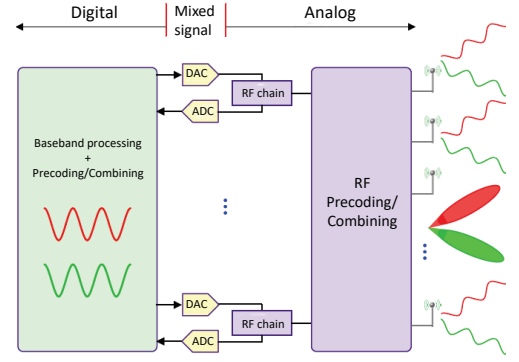 Digital
Mixed
signal
Analog
DAC
ADC
RF chain
Baseband processing
+
Precoding/Combining
RF
Precoding/
Combining
DAC
ADC
RF chain